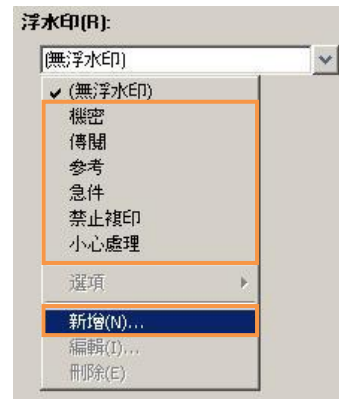 浮水印(R):
(無浮水印)
(無浮水印)
機密
傳閱
參考
急件
禁止複印
小心處理
選項
新增(N)...
編輯(I)...
刪除(E)